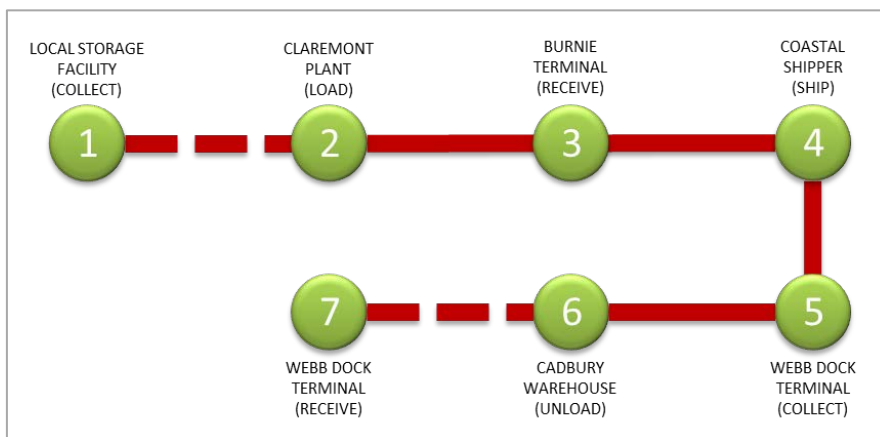 LOCAL STORAGE
FACILITY
(COLLECT)
CLAREMONT
PLANT
(LOAD)
BURNIE
TERMINAL
(RECEIVE)
COASTAL
SHIPPER
(SHIP)
1
2
3
4
7
6
5
WEBB DOCK
TERMINAL
(RECEIVE)
CADBURY
WAREHOUSE
(UNLOAD)
WEBB DOCK
TERMINAL
(COLLECT)